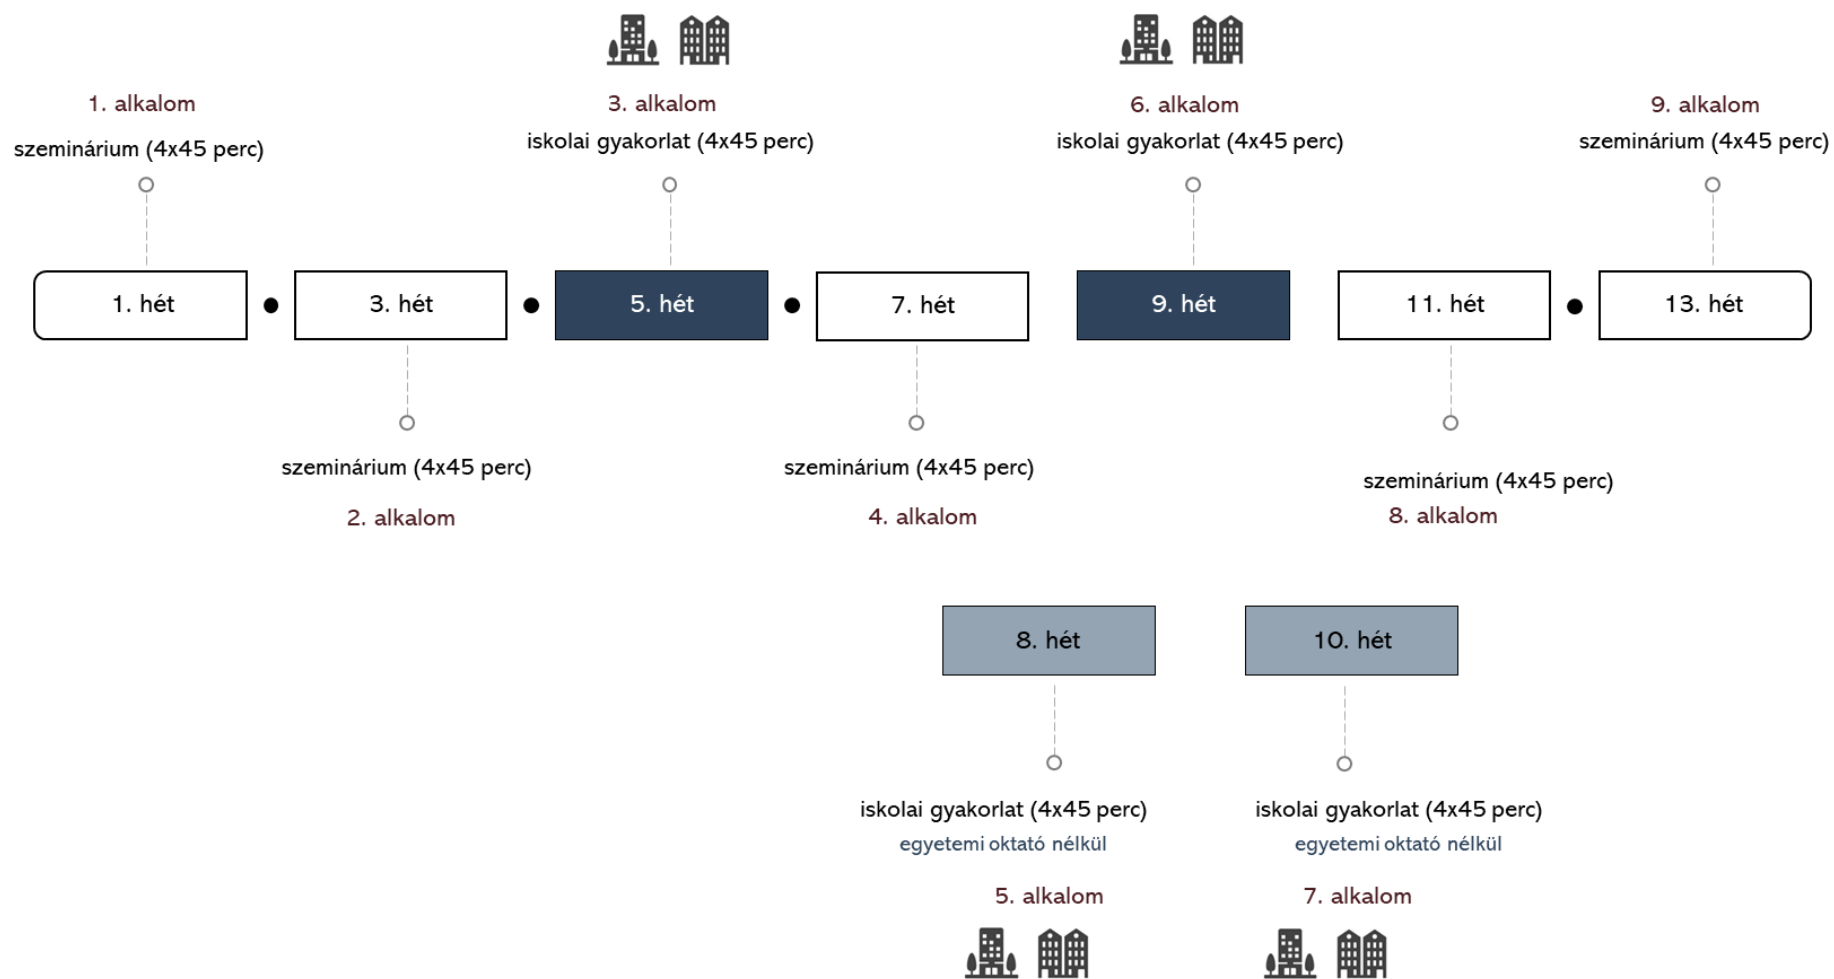 1. alkalom
szeminárium (4x45 perc)
3. alkalom
iskolai gyakorlat (4x45 perc)
6. alkalom
iskolai gyakorlat (4x45 perc)
9. alkalom
szeminárium (4x45 perc)
1. hét
3. hét
5. hét
7. hét
9. hét
11. hét
13. hét
szeminárium (4x45 perc)
2. alkalom
szeminárium (4x45 perc)
4. alkalom
szeminárium (4x45 perc)
8. alkalom
8. hét
10. hét
iskolai gyakorlat (4x45 perc)
egyetemi oktató nélkül
5. alkalom
iskolai gyakorlat (4x45 perc)
egyetemi oktató nélkül
7. alkalom